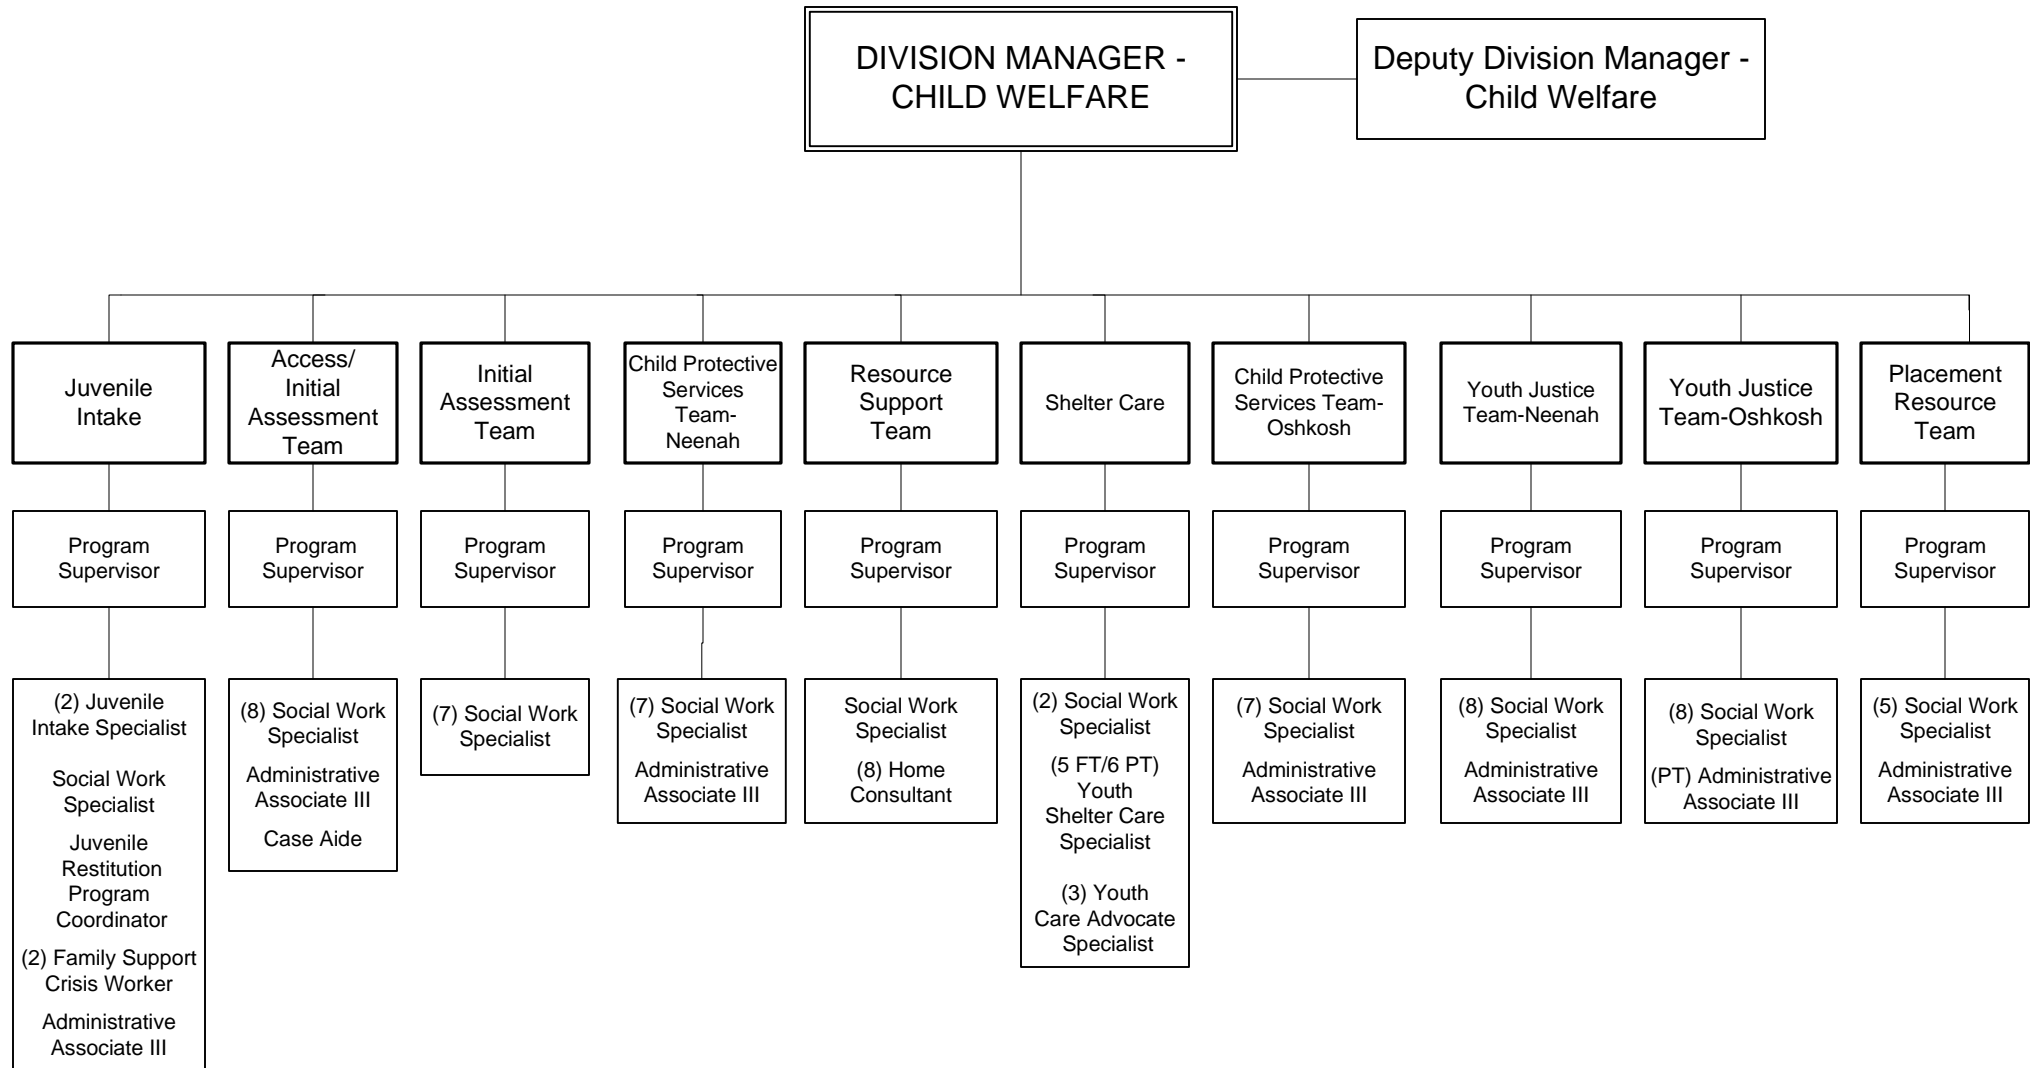 DIVISION MANAGER -
CHILD WELFARE
Deputy Division Manager -
Child Welfare
Juvenile
Intake
Access/
Initial
Assessment
Team
Initial
Assessment
Team
Child Protective
Services
Team-
Neenah
Resource
Support
Team
Shelter Care
Child Protective
Services Team-
Oshkosh
Youth Justice
Team-Neenah
Youth Justice
Team-Oshkosh
Placement
Resource
Team
Program
Supervisor
Program
Supervisor
Program
Supervisor
Program
Supervisor
Program
Supervisor
Program
Supervisor
Program
Supervisor
Program
Supervisor
Program
Supervisor
Program
Supervisor
(2) Juvenile
Intake Specialist
Social Work
Specialist
Juvenile
Restitution
Program
Coordinator
(2) Family Support
Crisis Worker
Administrative
Associate III
(8) Social Work
Specialist
Administrative
Associate III
Case Aide
(7) Social Work
Specialist
(7) Social Work
Specialist
Administrative
Associate III
Social Work
Specialist
(8) Home
Consultant
(2) Social Work
Specialist
(5 FT/6 PT)
Youth
Shelter Care
Specialist
(3) Youth
Care Advocate
Specialist
(7) Social Work
Specialist
Administrative
Associate III
(8) Social Work
Specialist
Administrative
Associate III
(8) Social Work
Specialist
(PT) Administrative
Associate III
(5) Social Work
Specialist
Administrative
Associate III